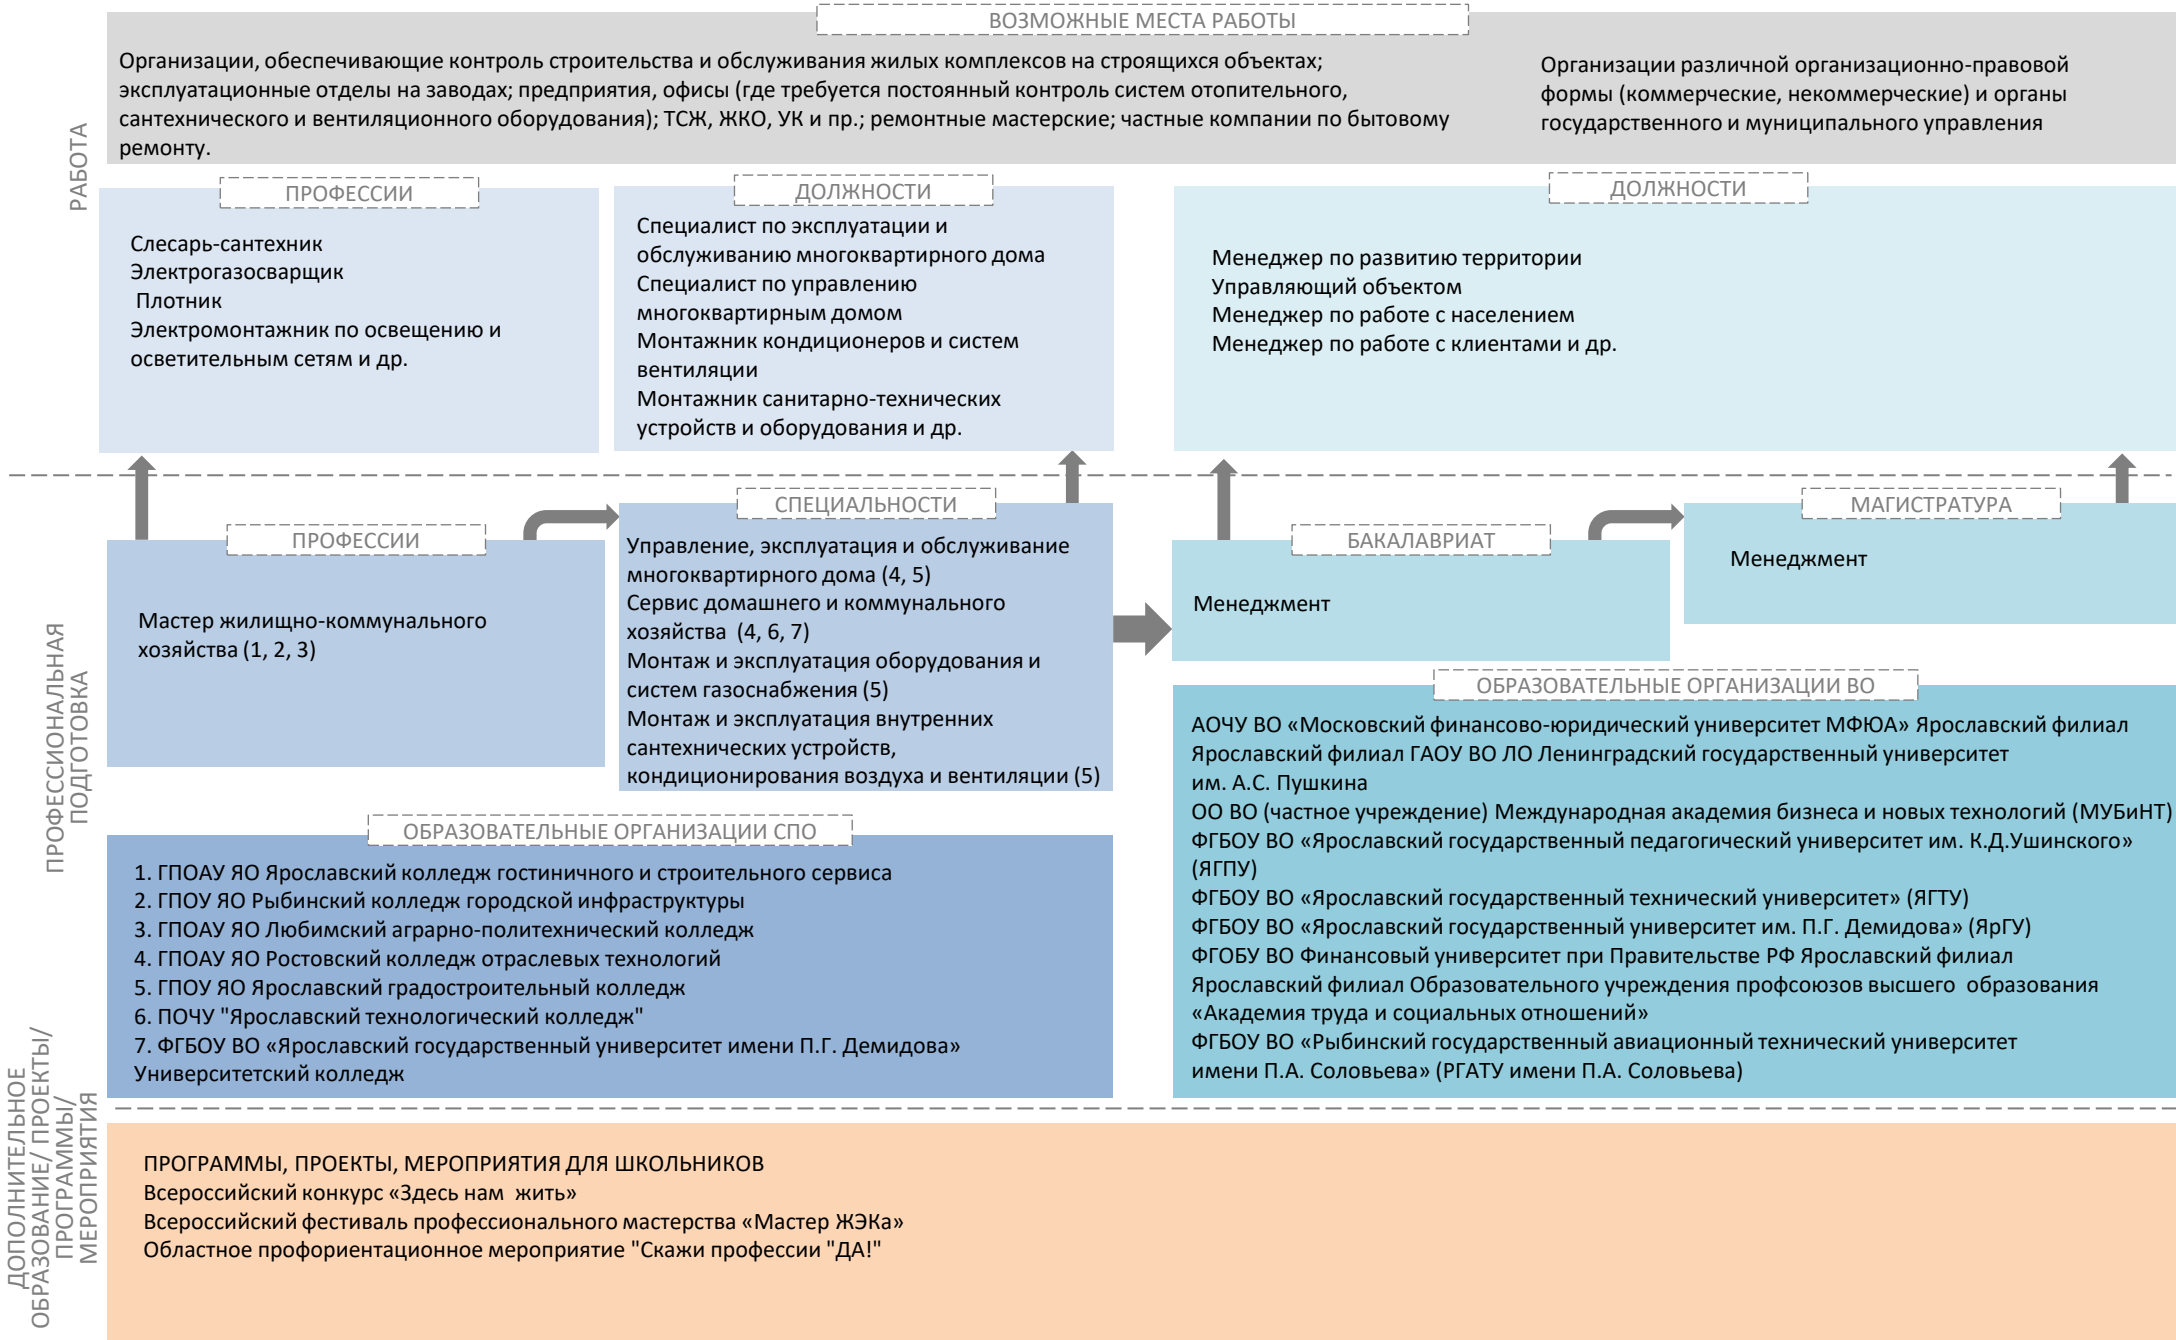 ВОЗМОЖНЫЕ МЕСТА РАБОТЫ
Организации, обеспечивающие контроль строительства и обслуживания жилых комплексов на строящихся объектах;
эксплуатационные отделы на заводах; предприятия, офисы (где требуется постоянный контроль систем отопительного,
сантехнического и вентиляционного оборудования); ТСЖ, ЖКО, УК и пр.; ремонтные мастерские; частные компании по бытовому
ремонту.
Организации различной организационно-правовой
формы (коммерческие, некоммерческие) и органы
государственного и муниципального управления
РАБОТА
ПРОФЕССИИ
Слесарь-сантехник
Электрогазосварщик
Плотник
Электромонтажник по освещению и
осветительным сетям и др.
ДОЛЖНОСТИ
Специалист по эксплуатации и
обслуживанию многоквартирного дома
Специалист по управлению
многоквартирным домом
Монтажник кондиционеров и систем
вентиляции
Монтажник санитарно-технических
устройств и оборудования и др.
ДОЛЖНОСТИ
Менеджер по развитию территории
Управляющий объектом
Менеджер по работе с населением
Менеджер по работе с клиентами и др.
ПРОФЕССИОНАЛЬНАЯ
ПОДГОТОВКА
ПРОФЕССИИ
Мастер жилищно-коммунального
хозяйства (1, 2, 3)
СПЕЦИАЛЬНОСТИ
Управление, эксплуатация и обслуживание
многоквартирного дома (4, 5)
Сервис домашнего и коммунального
хозяйства (4, 6, 7)
Монтаж и эксплуатация оборудования и
систем газоснабжения (5)
Монтаж и эксплуатация внутренних
сантехнических устройств,
кондиционирования воздуха и вентиляции (5)
БАКАЛАВРИАТ
Менеджмент
МАГИСТРАТУРА
Менеджмент
ОБРАЗОВАТЕЛЬНЫЕ ОРГАНИЗАЦИИ СПО
1. ГПОАУ ЯО Ярославский колледж гостиничного и строительного сервиса
2. ГПОУ ЯО Рыбинский колледж городской инфраструктуры
3. ГПОАУ ЯО Любимский аграрно-политехнический колледж
4. ГПОАУ ЯО Ростовский колледж отраслевых технологий
5. ГПОУ ЯО Ярославский градостроительный колледж
6. ПОЧУ "Ярославский технологический колледж"
7. ФГБОУ ВО «Ярославский государственный университет имени П.Г. Демидова»
Университетский колледж
ОБРАЗОВАТЕЛЬНЫЕ ОРГАНИЗАЦИИ ВО
АОЧУ ВО «Московский финансово-юридический университет МФЮА» Ярославский филиал
Ярославский филиал ГАОУ ВО ЛО Ленинградский государственный университет
им. А.С. Пушкина
ОО ВО (частное учреждение) Международная академия бизнеса и новых технологий (МУБиНТ)
ФГБОУ ВО «Ярославский государственный педагогический университет им. К.Д.Ушинского»
(ЯГПУ)
ФГБОУ ВО «Ярославский государственный технический университет» (ЯГТУ)
ФГБОУ ВО «Ярославский государственный университет им. П.Г. Демидова» (ЯрГУ)
ФГОБУ ВО Финансовый университет при Правительстве РФ Ярославский филиал
Ярославский филиал Образовательного учреждения профсоюзов высшего образования
«Академия труда и социальных отношений»
ФГБОУ ВО «Рыбинский государственный авиационный технический университет
имени П.А. Соловьева» (РГАТУ имени П.А. Соловьева)
ДОПОЛНИТЕЛЬНОЕ
ОБРАЗОВАНИЕ/ ПРОЕКТЫ/
ПРОГРАММЫ/
МЕРОПРИЯТИЯ
ПРОГРАММЫ, ПРОЕКТЫ, МЕРОПРИЯТИЯ ДЛЯ ШКОЛЬНИКОВ
Всероссийский конкурс «Здесь нам жить»
Всероссийский фестиваль профессионального мастерства «Мастер ЖЭКа»
Областное профориентационное мероприятие "Скажи профессии "ДА!"